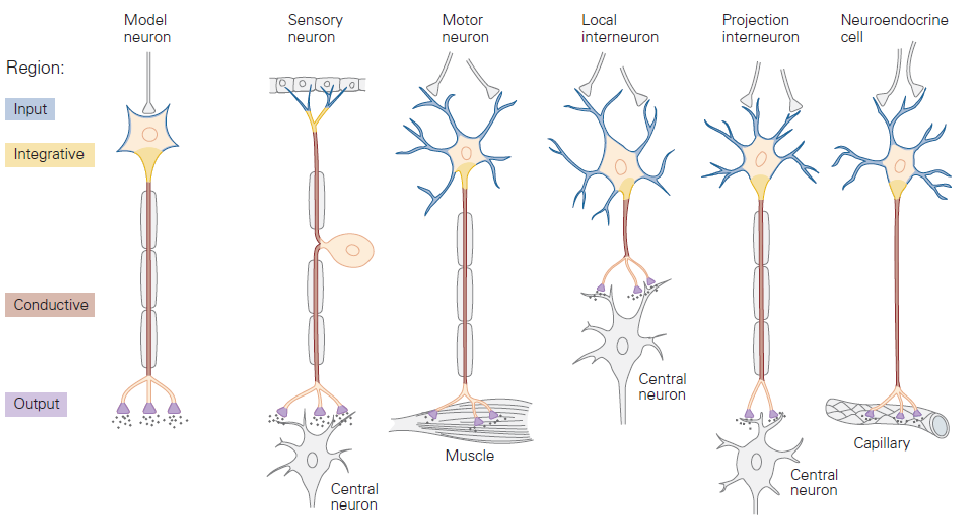 Model
neuron
Sensory
neuron
Motor
neuron
Local
interneuron
Projection
interneuron
Neuroendocrine
cell
Region:
Input
Integrative
Conductive
Output
Central
neuron
Muscle
Central
neuron
Central
neuron
Capillary